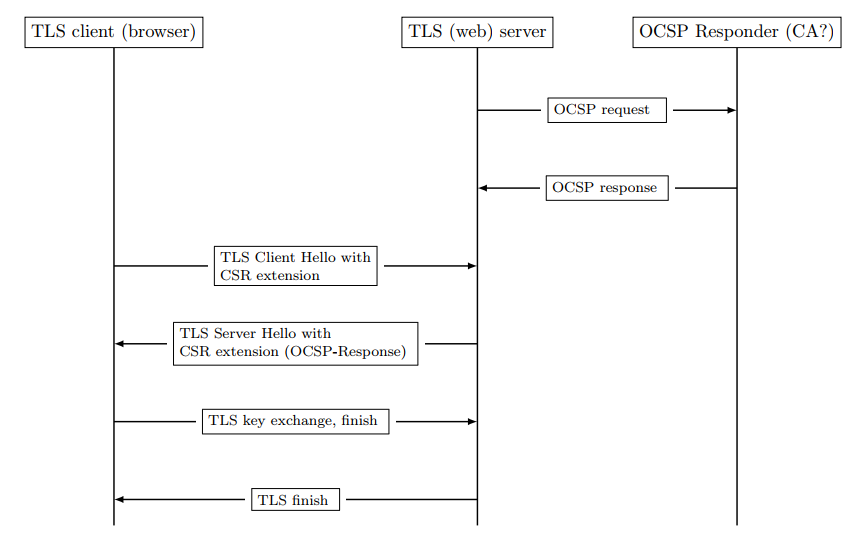 TLS client (browser)
TLS (web) server
OCSP Responder (CA?)
OCSP request
OCSP response
TLS Client Hello with
CSR extension
TLS Server Hello with
CSR extension (OCSP-Response)
TLS key exchange, finish
TLS finish